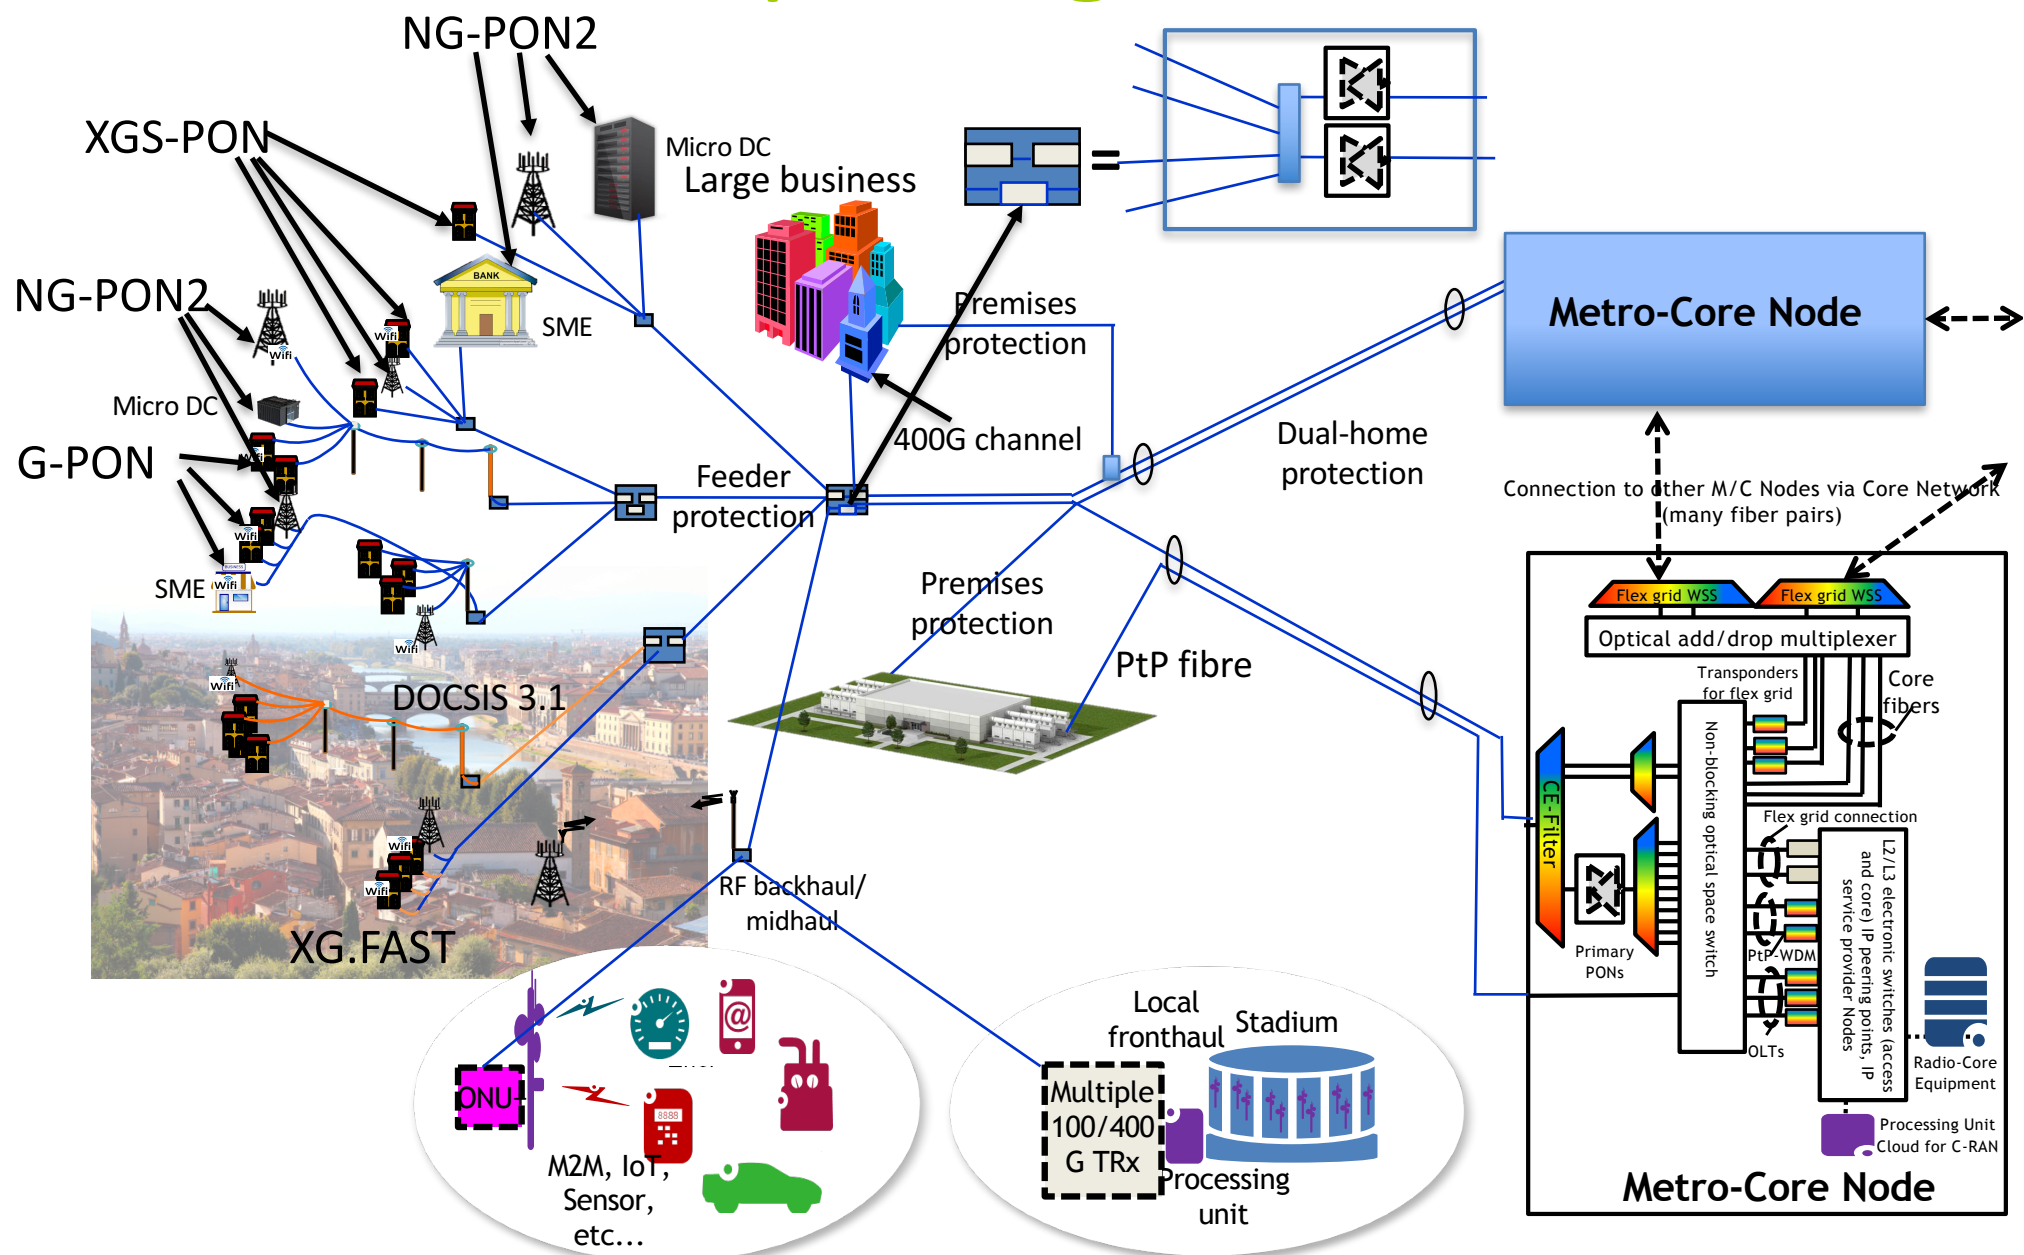 NG-PON2
XGS-PON
Micro DC
Large business
BANK
SME
NG-PON2
Wifi
Wifi
Micro DC
G-PON
Wifi
Wifi
SME
BUSINESS
Wifi
Wifi
=
Premises
protection
400G channel
Feeder
protection
Dual-home
protection
Premises
protection
PtP fibre
Metro-Core Node
Connection to other M/C Nodes via Core Network
(many fiber pairs)
Wifi
DOCSIS 3.1
Wifi
Wifi
XG.FAST
RF backhaul/
midhaul
ONU
@
8888
M2M, IoT,
Sensor,
etc...
Local
fronthaul
Stadium
Multiple
100/400
G TRx
Processing
unit
Flex grid WSS
Flex grid WSS
Optical add/drop multiplexer
Transponders
for flex grid
Core
fibers
Non-blocking optical space switch
CE-Filter
Flex grid connection
Primary
PONs
PtP-WDM
OLTs
L2/L3 electronic switches (access
and core) IP peering points, IP
service provider Nodes
Radio-Core
Equipment
Processing Unit
Cloud for C-RAN
Metro-Core Node